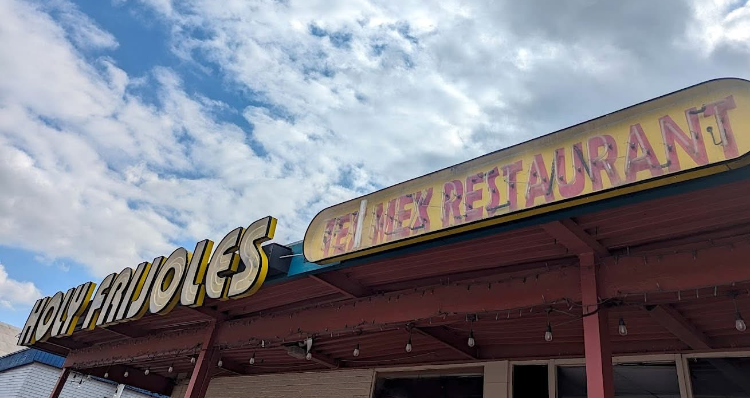 HOLY FRIJOLES
TEX MEX RESTAURANT